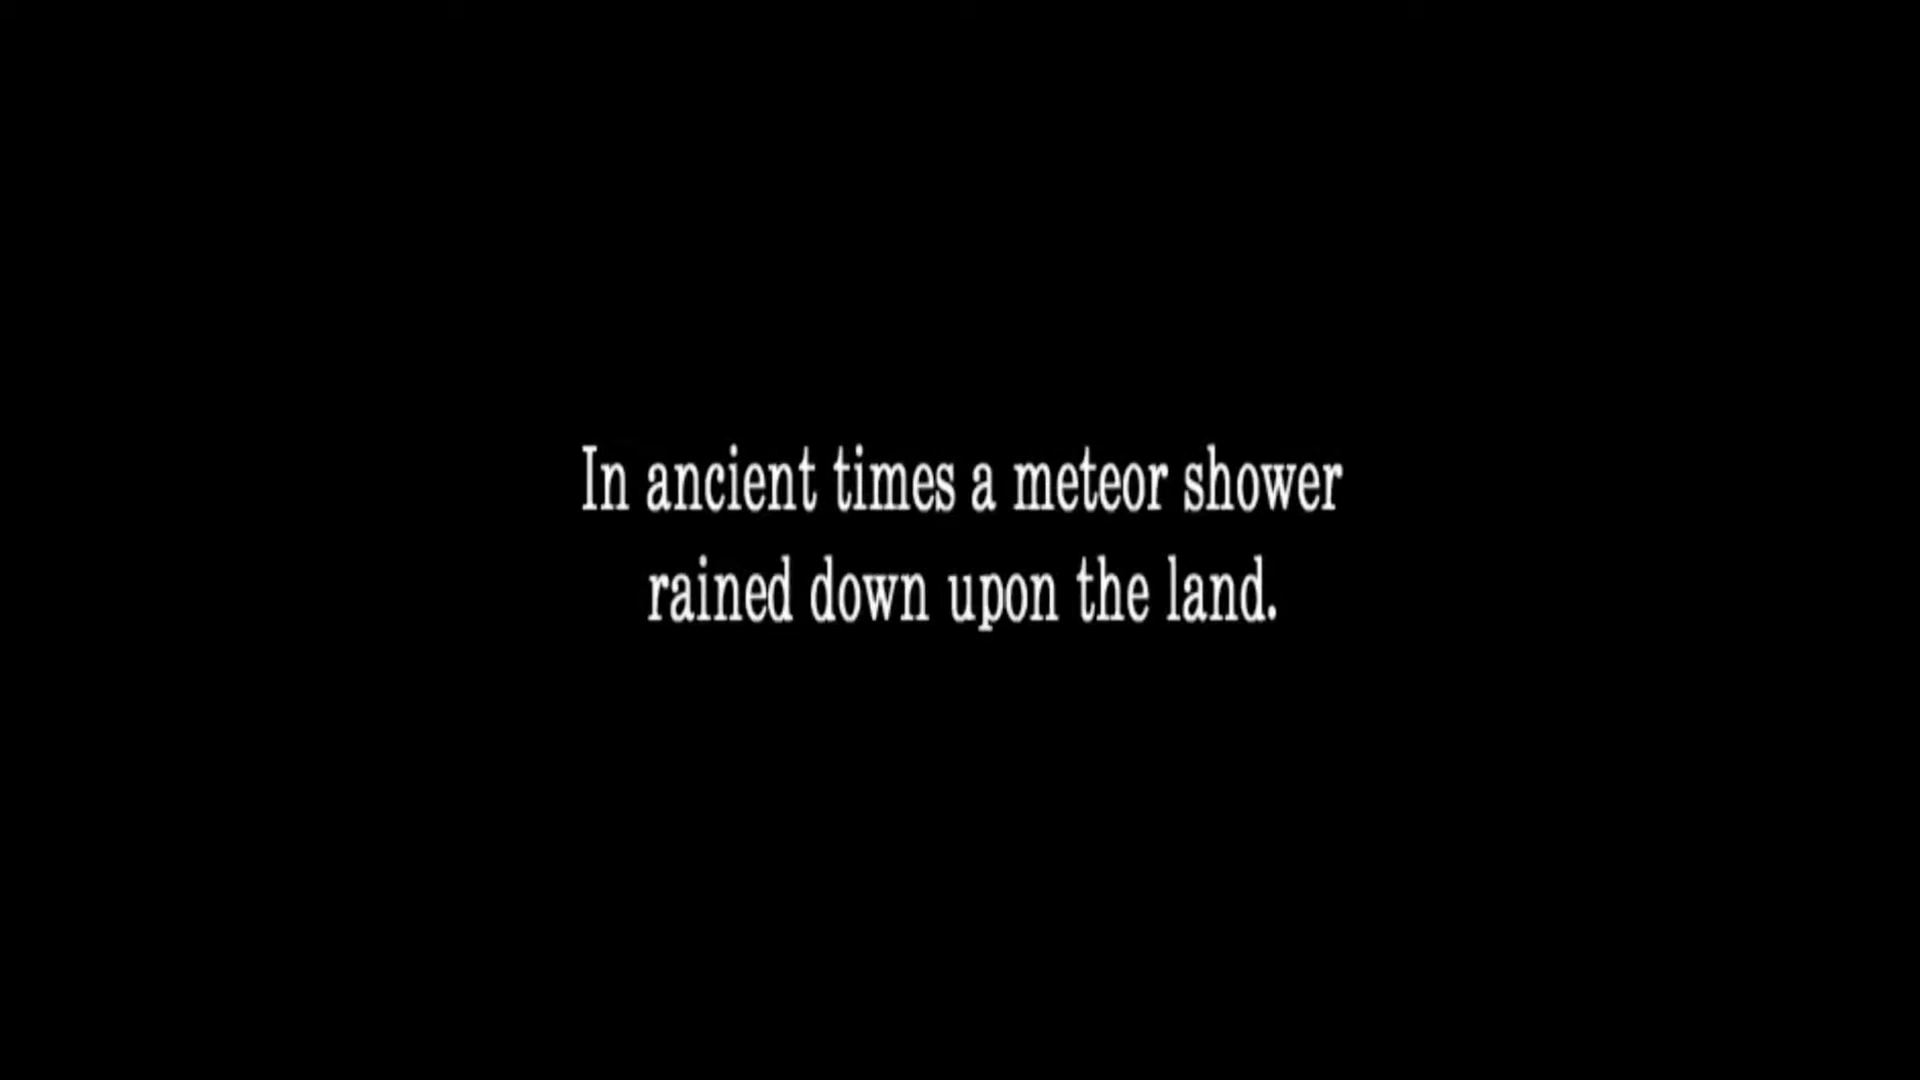 In ancient times a meteor shower
rained down upon the land.